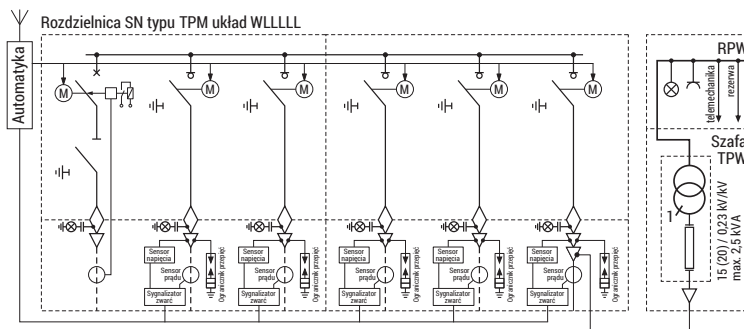 Rozdzielnica SN typu TPM układ WLLLLL
Automatyka
M
M
M
M
M
M
Sensor
napięcia
Sensor
prądu
Sygnalizator
zwarć
Ogranicznik przepięć
Sensor
napięcia
Sensor
prądu
Sygnalizator
zwarć
Ogranicznik przepięć
Sensor
napięcia
Sensor
prądu
Sygnalizator
zwarć
Ogranicznik przepięć
Sensor
napięcia
Sensor
prądu
Sygnalizator
zwarć
Ogranicznik przepięć
Sensor
napięcia
Sensor
prądu
Sygnalizator
zwarć
Ogranicznik przepięć
RPW
telemechanika
rezerwa
Szafa
TPW
1
15 (20) / 0,23 kV/kV
max. 2,5 kVA